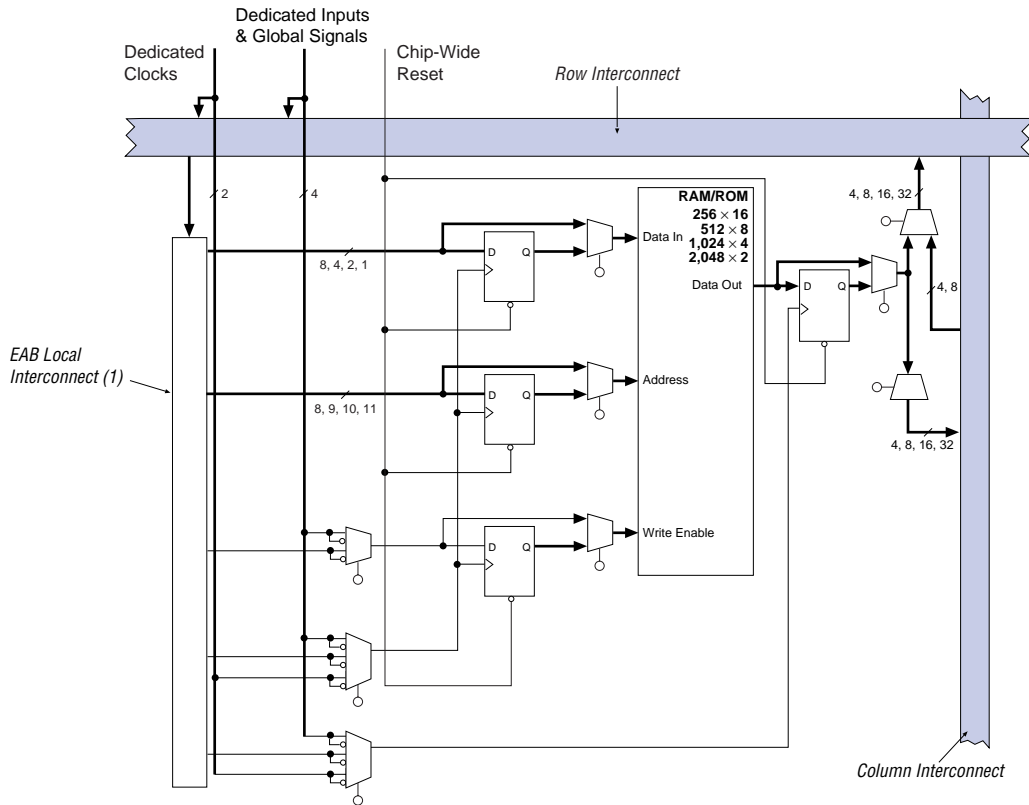 Dedicated Inputs
& Global Signals
Dedicated
Clocks
Chip-Wide
Reset
Row Interconnect
2
4
4, 8, 16, 32
RAM/ROM
256 × 16
512 × 8
1,024 × 4
2,048 × 2
Data In
D
Q
8, 4, 2, 1
Data Out
D
Q
4, 8
EAB Local
Interconnect (1)
Address
D
Q
8, 9, 10, 11
4, 8, 16, 32
Write Enable
D
Q
Column Interconnect